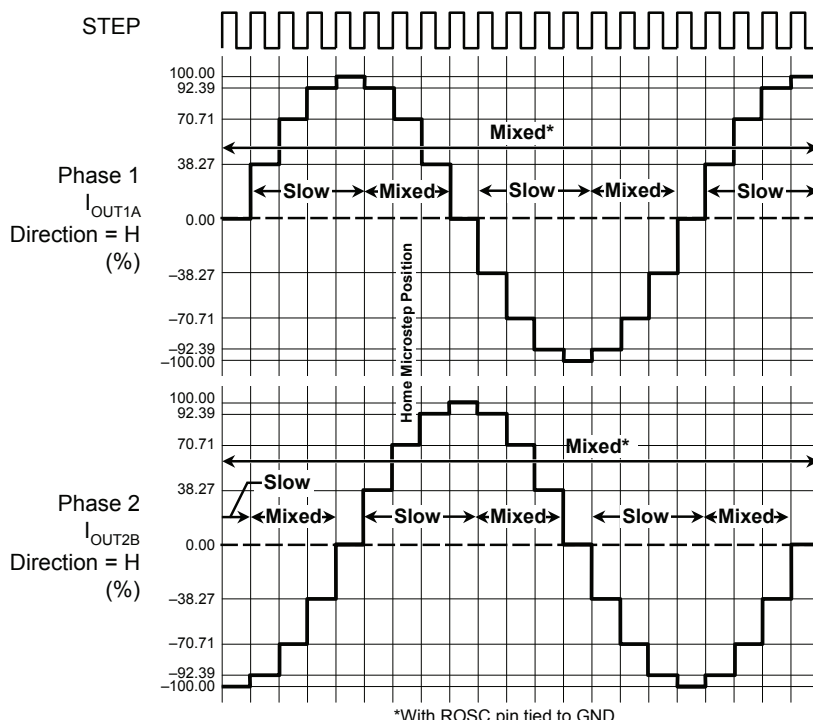 STEP
100.00
92.39
70.71
Mixed*
38.27
Slow
Mixed
Slow
Mixed
Slow
Phase 1
IOUT1A
Direction = H
(%)
0.00
–38.27
–70.71
–92.39
–100.00
Home Microstep Position
100.00
92.39
70.71
Mixed*
38.27
Slow
Mixed
Slow
Mixed
Slow
Mixed
Phase 2
IOUT2B
Direction = H
(%)
0.00
–38.27
–70.71
–92.39
–100.00
*With ROSC pin tied to GND